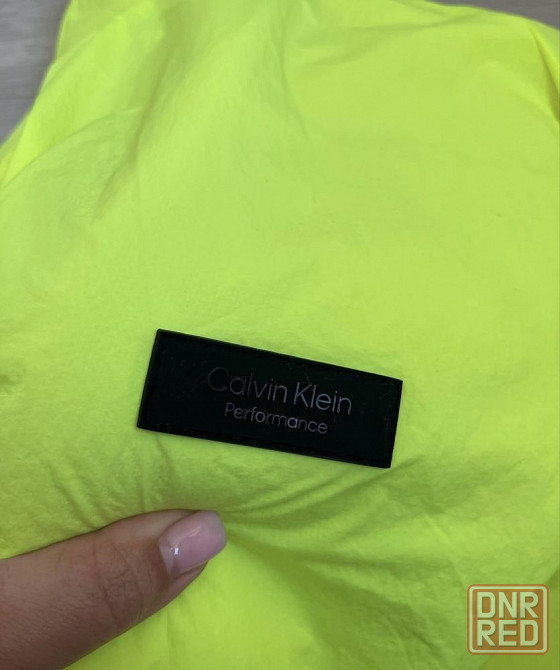 Calvin Klein
Performance
DNR
RED